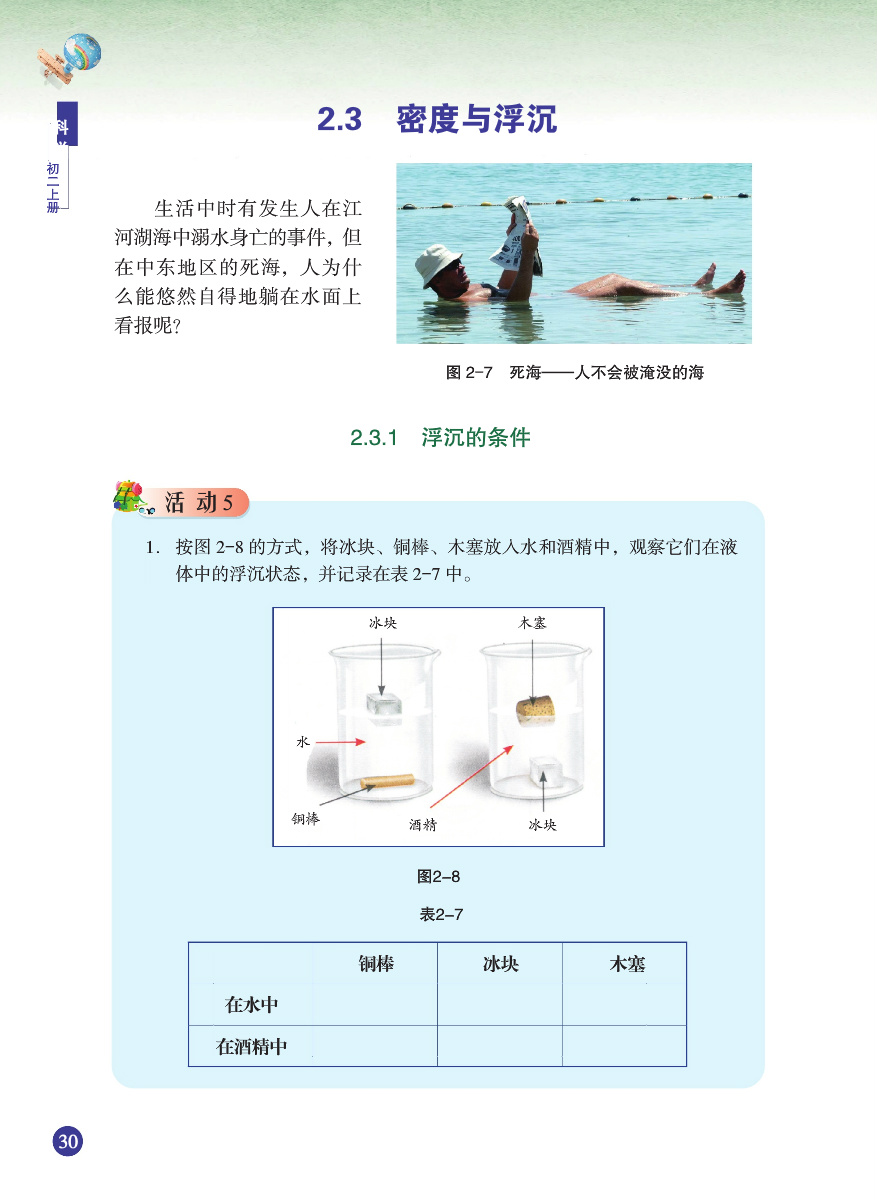 2.3 密度与浮沉
科
初二上册
生活中时有发生人在江
河湖海中溺水身亡的事件，但
在中东地区的死海，人为什
么能悠然自得地躺在水面上
看报呢？
图 2-7 死海——人不会被淹没的海
2.3.1 浮沉的条件
活 动 5
1. 按图 2-8 的方式，将冰块、铜棒、木塞放入水和酒精中，观察它们在液
体中的浮沉状态，并记录在表 2-7 中。
冰块
木塞
水
铜棒
酒精
冰块
图2-8
表2-7
铜棒 冰块 木塞
在水中
在酒精中
30